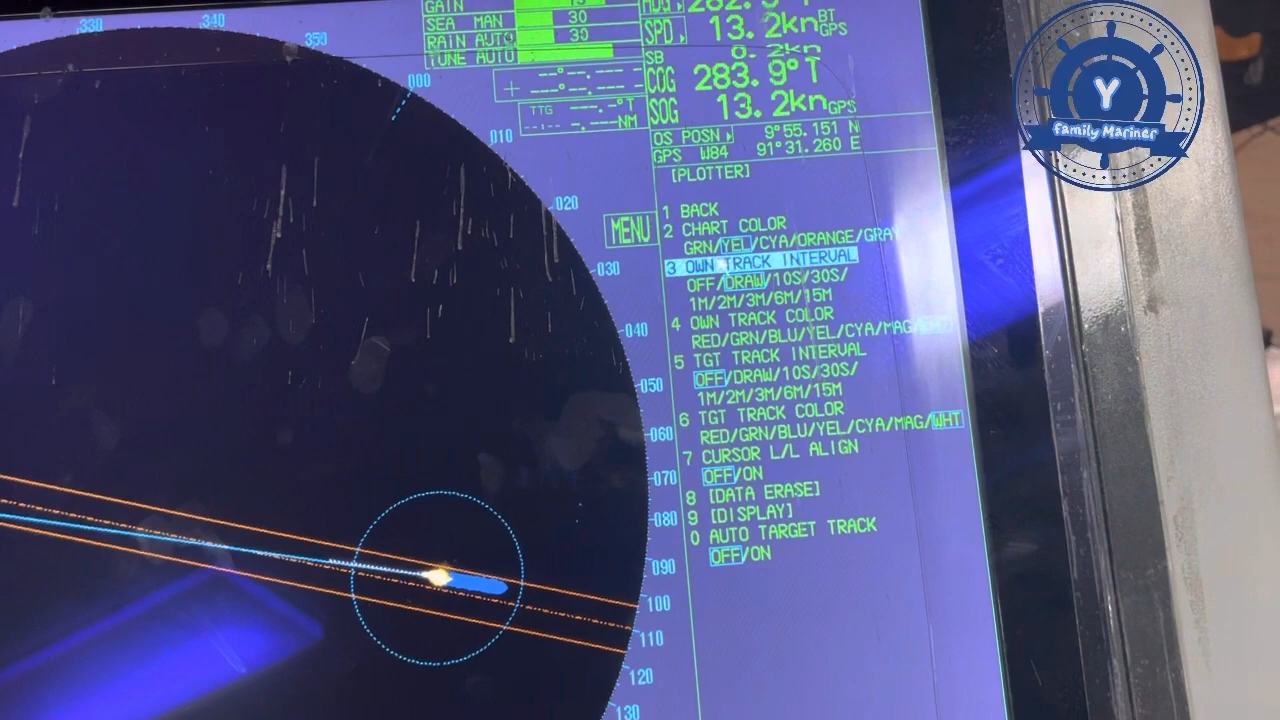 330
340
350
000
010
020
030
040
050
060
070
080
090
100
110
120
130
GAIN
SEA MAN 30
RAIN AUTO 30
TUNE AUTO
SPD 13.2kn BT GPS
SB 0.2kn
COG 283.9°T
SOG 13.2kn GPS
TTG ---.-°T
--:-- -.---NM
OS POSN 9°55.151 N
GPS W84 91°31.260 E
[PLOTTER]
MENU
1 BACK
2 CHART COLOR
GRN/YEL/CYA/ORANGE/GRAY
3 OWN TRACK INTERVAL
OFF/DRAW/10S/30S/
1M/2M/3M/6M/15M
4 OWN TRACK COLOR
RED/GRN/BLU/YEL/CYA/MAG/
5 TGT TRACK INTERVAL
OFF/DRAW/10S/30S/
1M/2M/3M/6M/15M
6 TGT TRACK COLOR
RED/GRN/BLU/YEL/CYA/MAG/WHT
7 CURSOR L/L ALIGN
OFF/ON
8 [DATA ERASE]
9 [DISPLAY]
0 AUTO TARGET TRACK
OFF/ON
Y
family Mariner